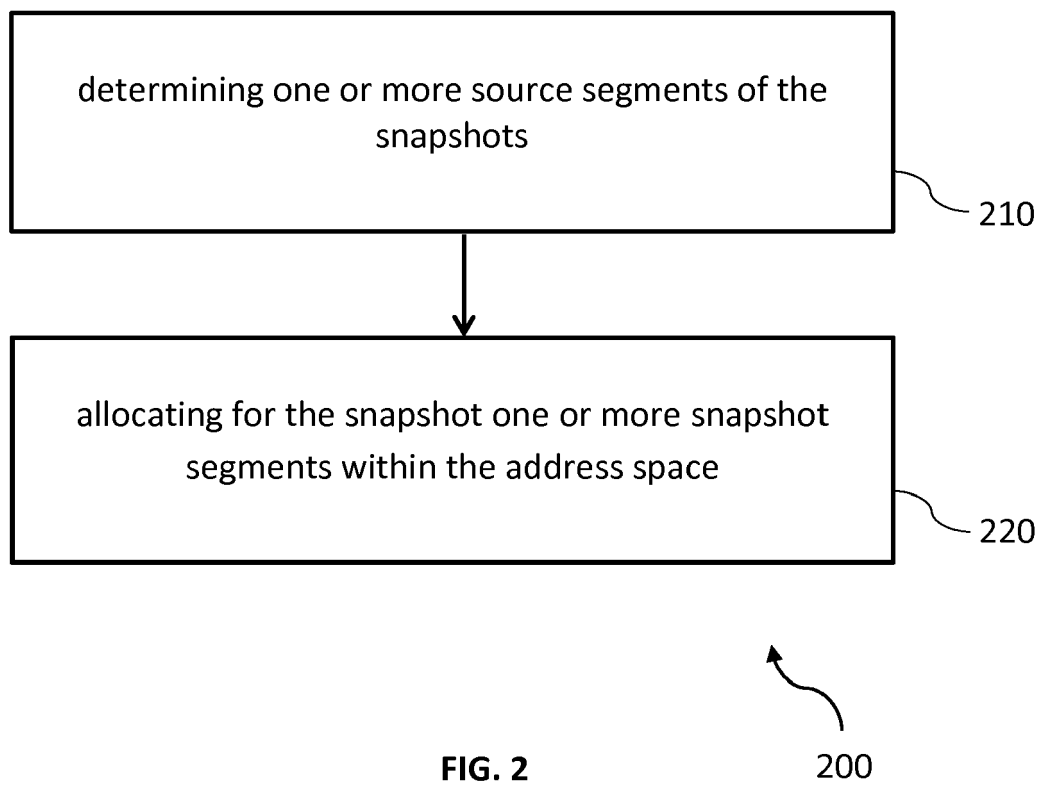 determining one or more source segments of the
snapshots
210
allocating for the snapshot one or more snapshot
segments within the address space
220
200
FIG. 2